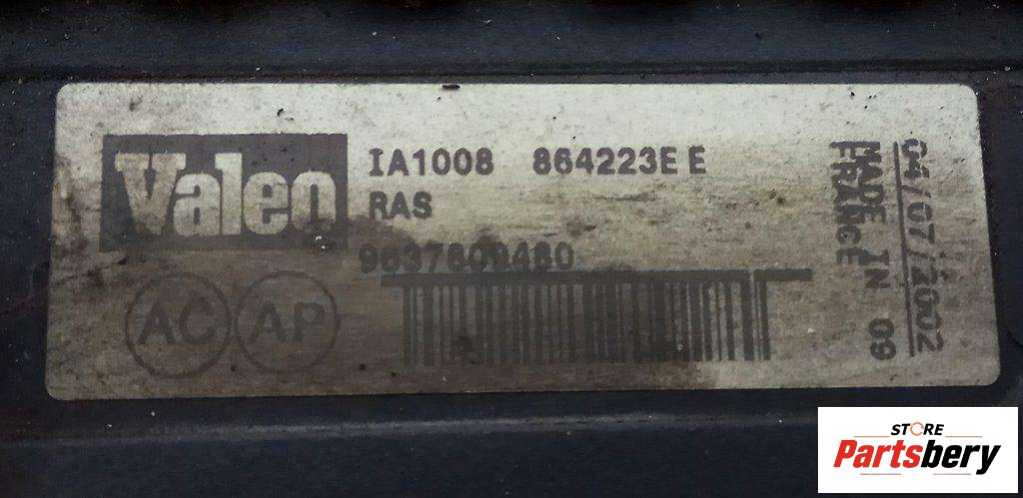 Valeo
IA1008 864223E E
RAS
9637609480
AC AP
MADE IN 09
FRANCE
04/07/2002
STORE
Partsbery